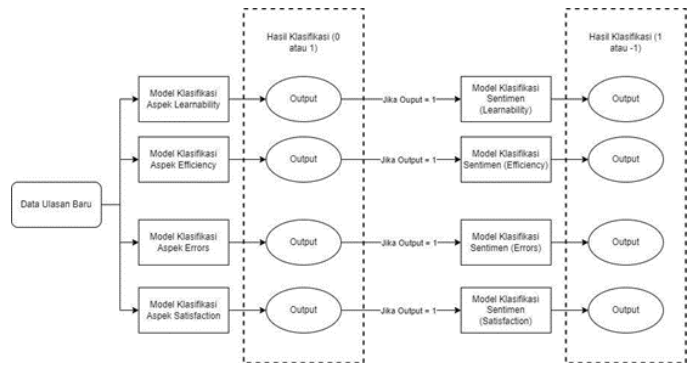 Hasil Klasifikasi (0
atau 1)
Hasil Klasifikasi (1
atau -1)
Model Klasifikasi
Aspek Learnability
Output
Jika Ouput = 1
Model Klasifikasi
Sentimen
(Learnability)
Output
Model Klasifikasi
Aspek Efficiency
Output
Jika Output = 1
Model Klasifikasi
Sentimen (Efficiency)
Output
Data Ulasan Baru
Model Klasifikasi
Aspek Errors
Output
Jika Output = 1
Model Klasifikasi
Sentimen (Errors)
Output
Model Klasifikasi
Aspek Satisfaction
Output
Jika Output = 1
Model Klasifikasi
Sentimen
(Satisfaction)
Output